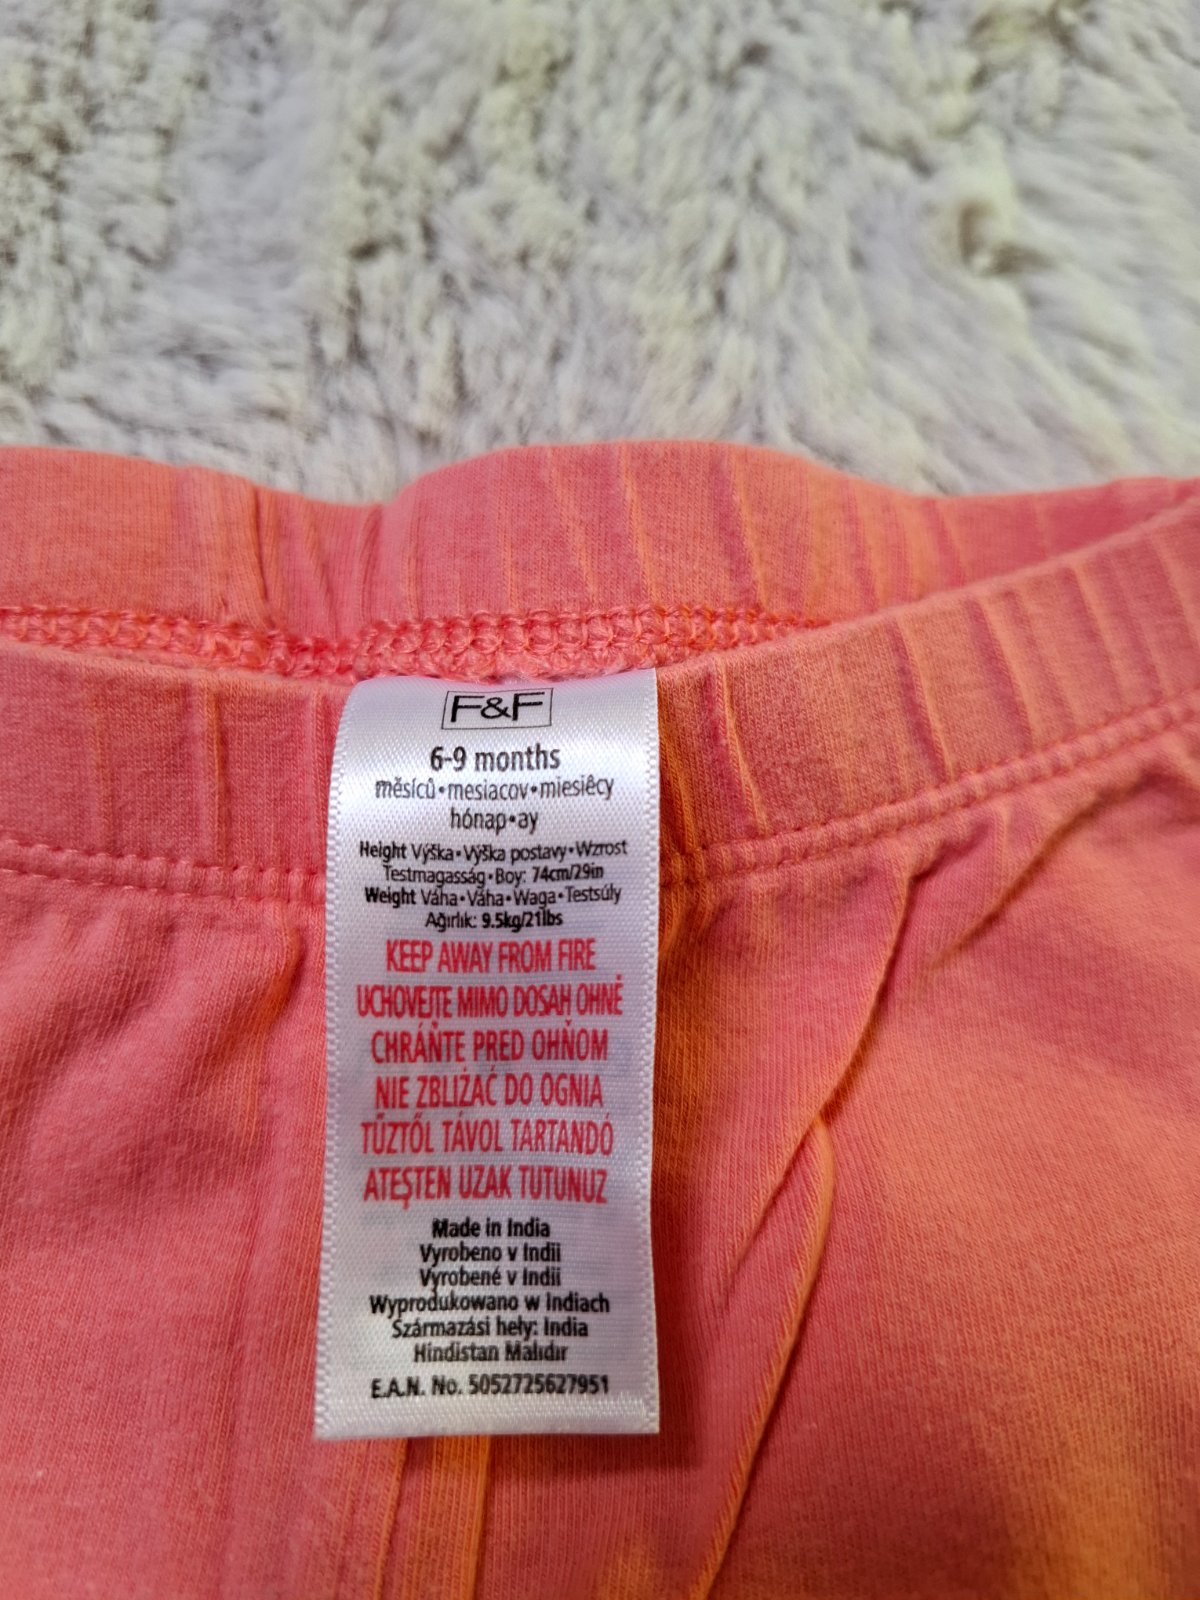 F&F
6-9 months
měsíců•mesiacov•miesięcy
hónap•ay
Height Výška•Výška postavy•Wzrost
Testmagasság•Boy: 74cm/29in
Weight Váha•Váha•Waga•Testsúly
Ağırlık: 9.5kg/21lbs
KEEP AWAY FROM FIRE
UCHOVEJTE MIMO DOSAH OHNĚ
CHRÁŇTE PRED OHŇOM
NIE ZBLIŻAĆ DO OGNIA
TŰZTŐL TÁVOL TARTANDÓ
ATEŞTEN UZAK TUTUNUZ
Made in India
Vyrobeno v Indii
Vyrobené v Indii
Wyprodukowano w Indiach
Származási hely: India
Hindistan Malıdır
E.A.N. No. 5052725627951